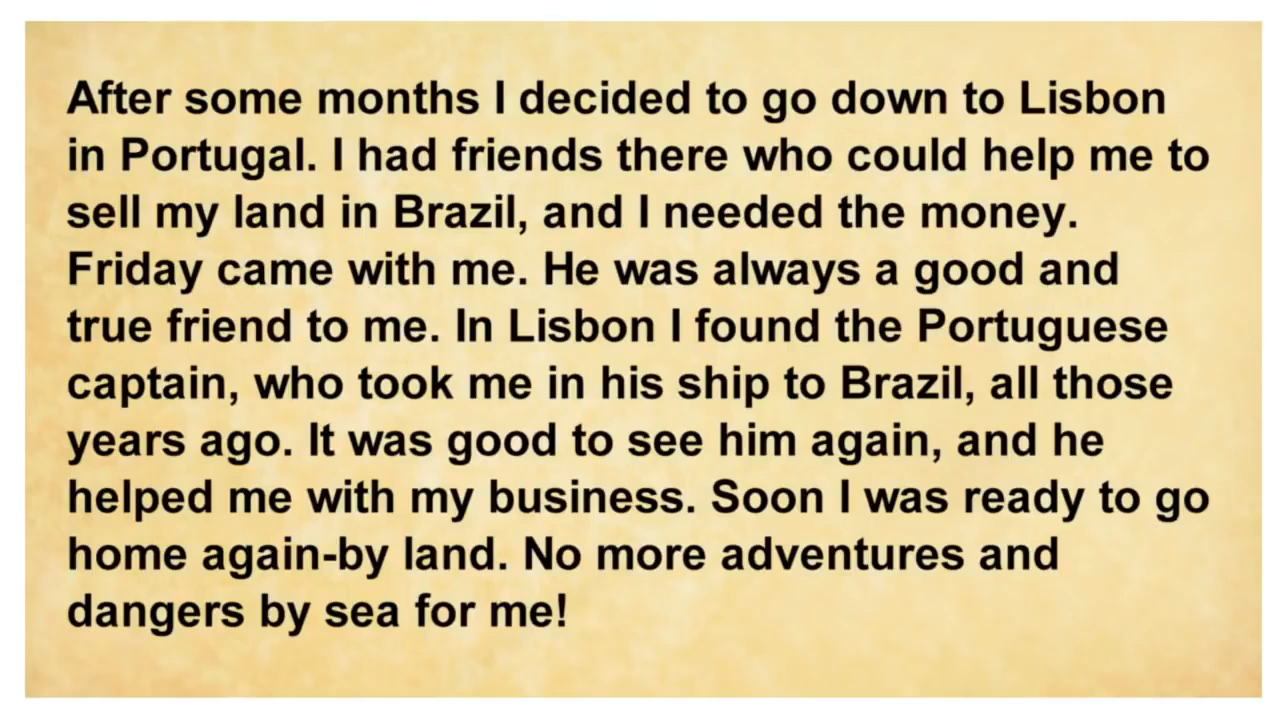 After some months I decided to go down to Lisbon
in Portugal. I had friends there who could help me to
sell my land in Brazil, and I needed the money.
Friday came with me. He was always a good and
true friend to me. In Lisbon I found the Portuguese
captain, who took me in his ship to Brazil, all those
years ago. It was good to see him again, and he
helped me with my business. Soon I was ready to go
home again-by land. No more adventures and
dangers by sea for me!